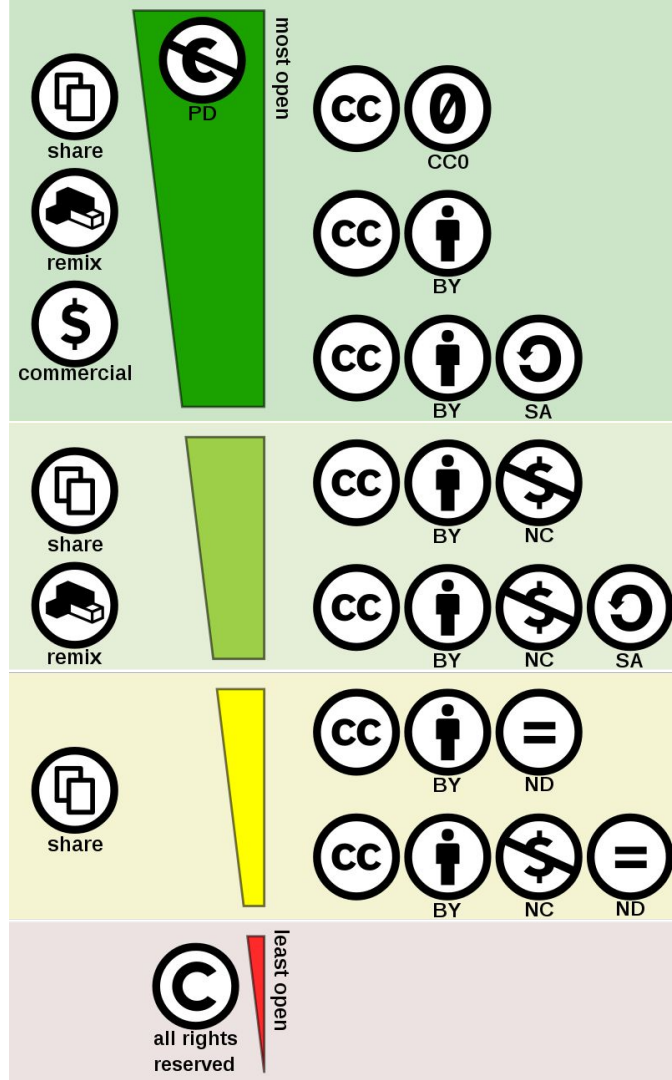 most open
PD
share
remix
commercial
cc 0
CC0
cc
BY
cc
BY SA
share
remix
cc $
BY NC
cc $
BY NC SA
share
cc =
BY ND
cc $ =
BY NC ND
least open
C
all rights
reserved